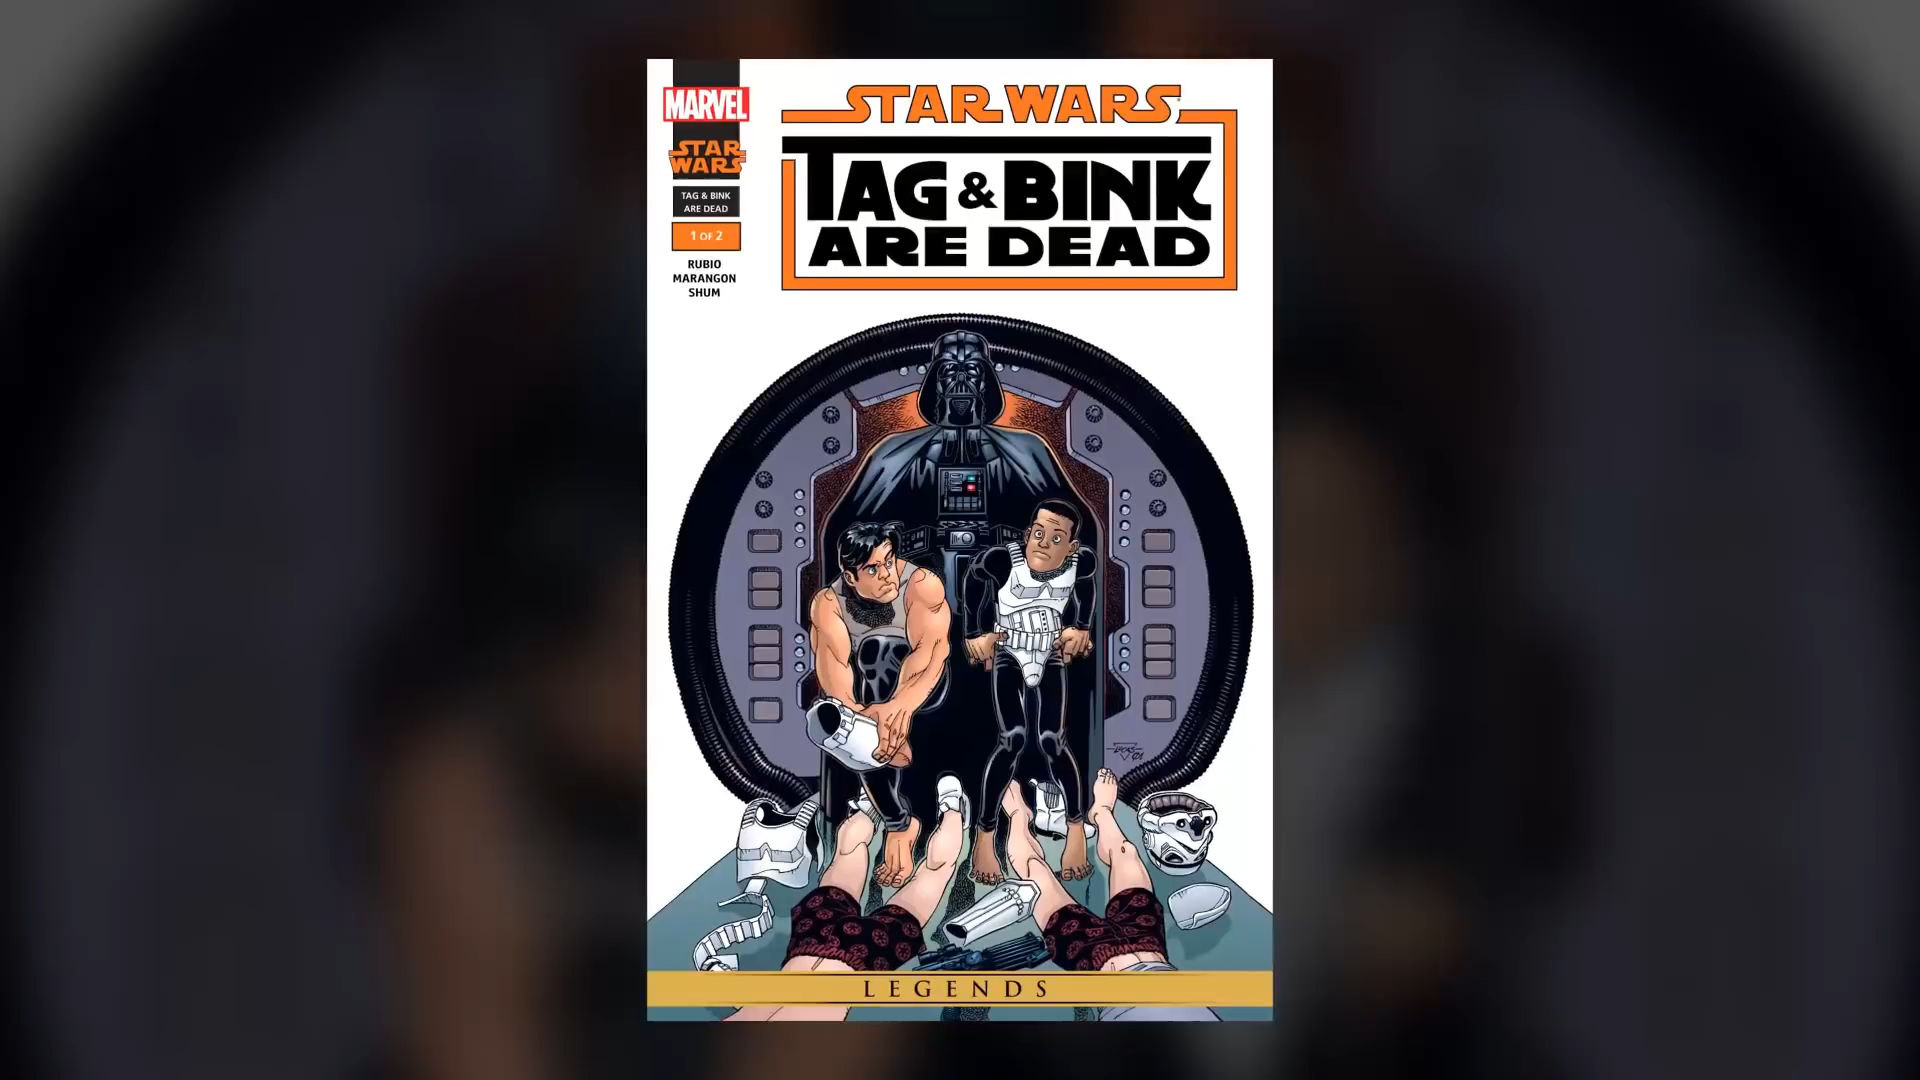 MARVEL
STAR
WARS
TAG & BINK
ARE DEAD
1 OF 2
RUBIO
MARANGON
SHUM
STAR WARS
TAG & BINK
ARE DEAD
LUCAS
LEGENDS